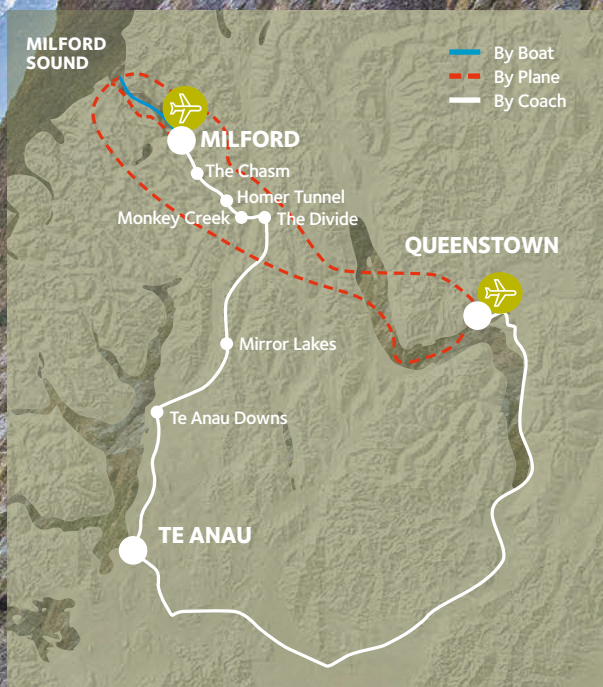 MILFORD
SOUND
By Boat
By Plane
By Coach
MILFORD
The Chasm
Homer Tunnel
Monkey Creek
The Divide
QUEENSTOWN
Mirror Lakes
Te Anau Downs
TE ANAU